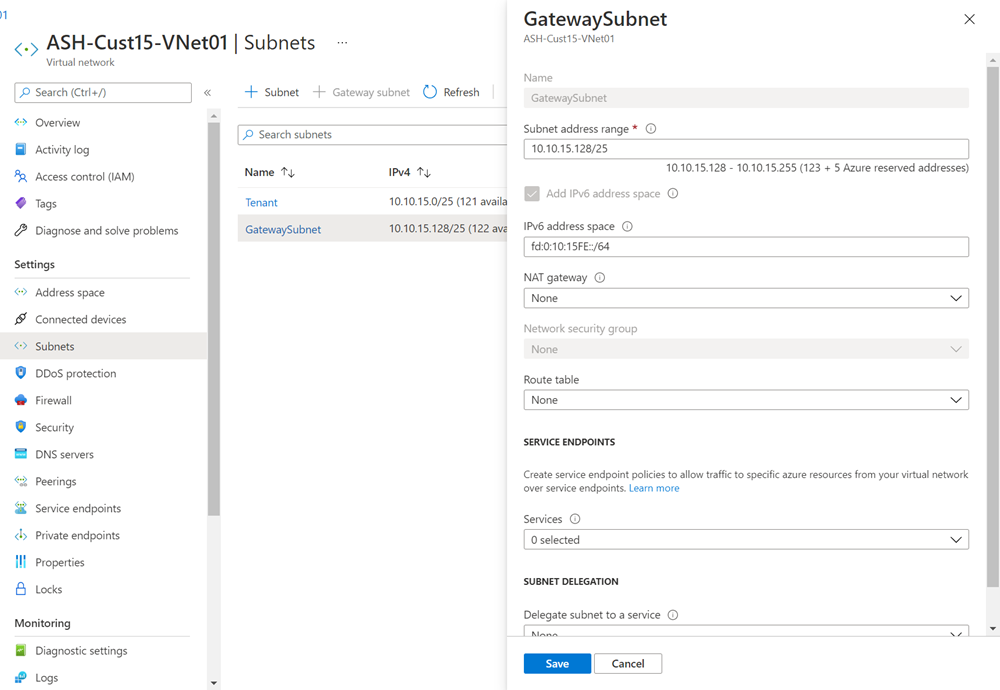 01
ASH-Cust15-VNet01 | Subnets ...
Virtual network
Search (Ctrl+/)
«
Overview
Activity log
Access control (IAM)
Tags
Diagnose and solve problems
Settings
Address space
Connected devices
Subnets
DDoS protection
Firewall
Security
DNS servers
Peerings
Service endpoints
Private endpoints
Properties
Locks
Monitoring
Diagnostic settings
Logs
+ Subnet + Gateway subnet Refresh
Search subnets
Name ↑↓ IPv4 ↑↓
Tenant 10.10.15.0/25 (121 availa
GatewaySubnet 10.10.15.128/25 (122 ava
GatewaySubnet
ASH-Cust15-VNet01
Name
GatewaySubnet
Subnet address range *
10.10.15.128/25
10.10.15.128 - 10.10.15.255 (123 + 5 Azure reserved addresses)
Add IPv6 address space
IPv6 address space
fd:0:10:15FE::/64
NAT gateway
None
Network security group
None
Route table
None
SERVICE ENDPOINTS
Create service endpoint policies to allow traffic to specific azure resources from your virtual network
over service endpoints. Learn more
Services
0 selected
SUBNET DELEGATION
Delegate subnet to a service
None
Save Cancel